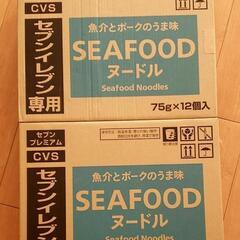 CVS
セブンイレブン
専用
魚介とポークのうま味
SEAFOOD
ヌードル
Seafood Noodles
75g×12個入
セブン
プレミアム
CVS
セブンイレブン
魚介とポークのうま味
SEAFOOD
ヌードル
Seafood Noodles